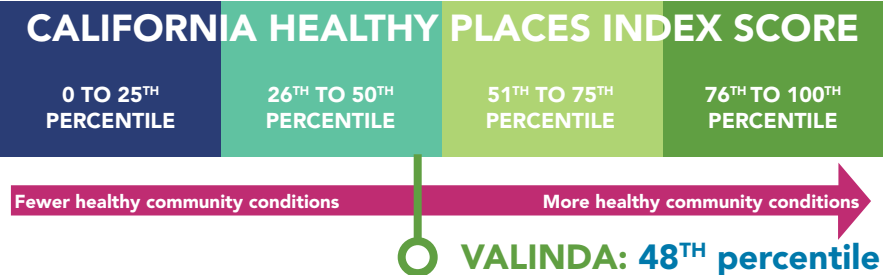 CALIFORNIA HEALTHY PLACES INDEX SCORE
0 TO 25TH
PERCENTILE
26TH TO 50TH
PERCENTILE
51TH TO 75TH
PERCENTILE
76TH TO 100TH
PERCENTILE
Fewer healthy community conditions
More healthy community conditions
VALINDA: 48TH percentile